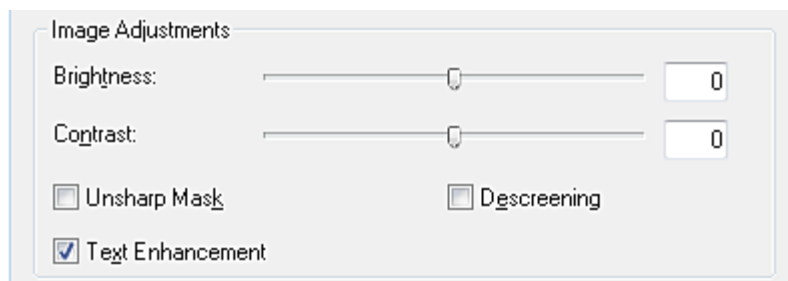 Image Adjustments
Brightness: 0
Contrast: 0
Unsharp Mask Descreening
Text Enhancement